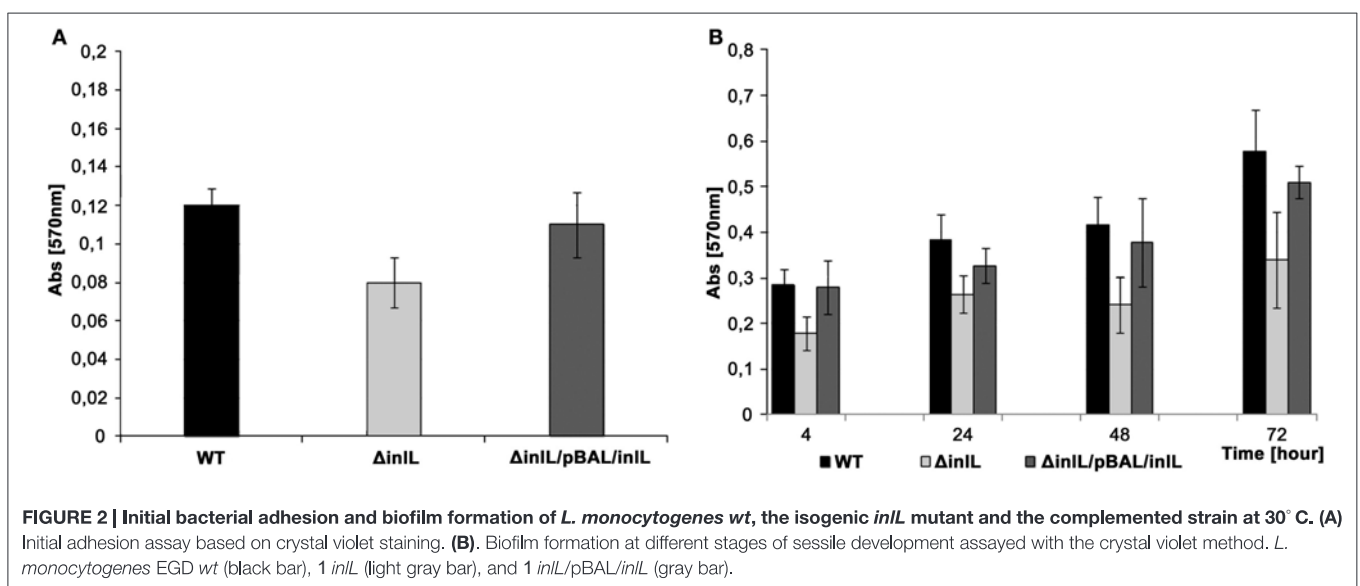 A
0,2
0,18
0,16
0,14
0,12
0,1
0,08
0,06
0,04
0,02
0
Abs [570nm]
WT
ΔinlL
ΔinlL/pBAL/inlL
B
0,8
0,7
0,6
0,5
0,4
0,3
0,2
0,1
0
Abs [570nm]
4
24
48
72
Time [hour]
WT
ΔinlL
ΔinlL/pBAL/inlL
FIGURE 2 | Initial bacterial adhesion and biofilm formation of L. monocytogenes wt, the isogenic inlL mutant and the complemented strain at 30° C. (A)
Initial adhesion assay based on crystal violet staining. (B). Biofilm formation at different stages of sessile development assayed with the crystal violet method. L.
monocytogenes EGD wt (black bar), 1 inlL (light gray bar), and 1 inlL/pBAL/inlL (gray bar).